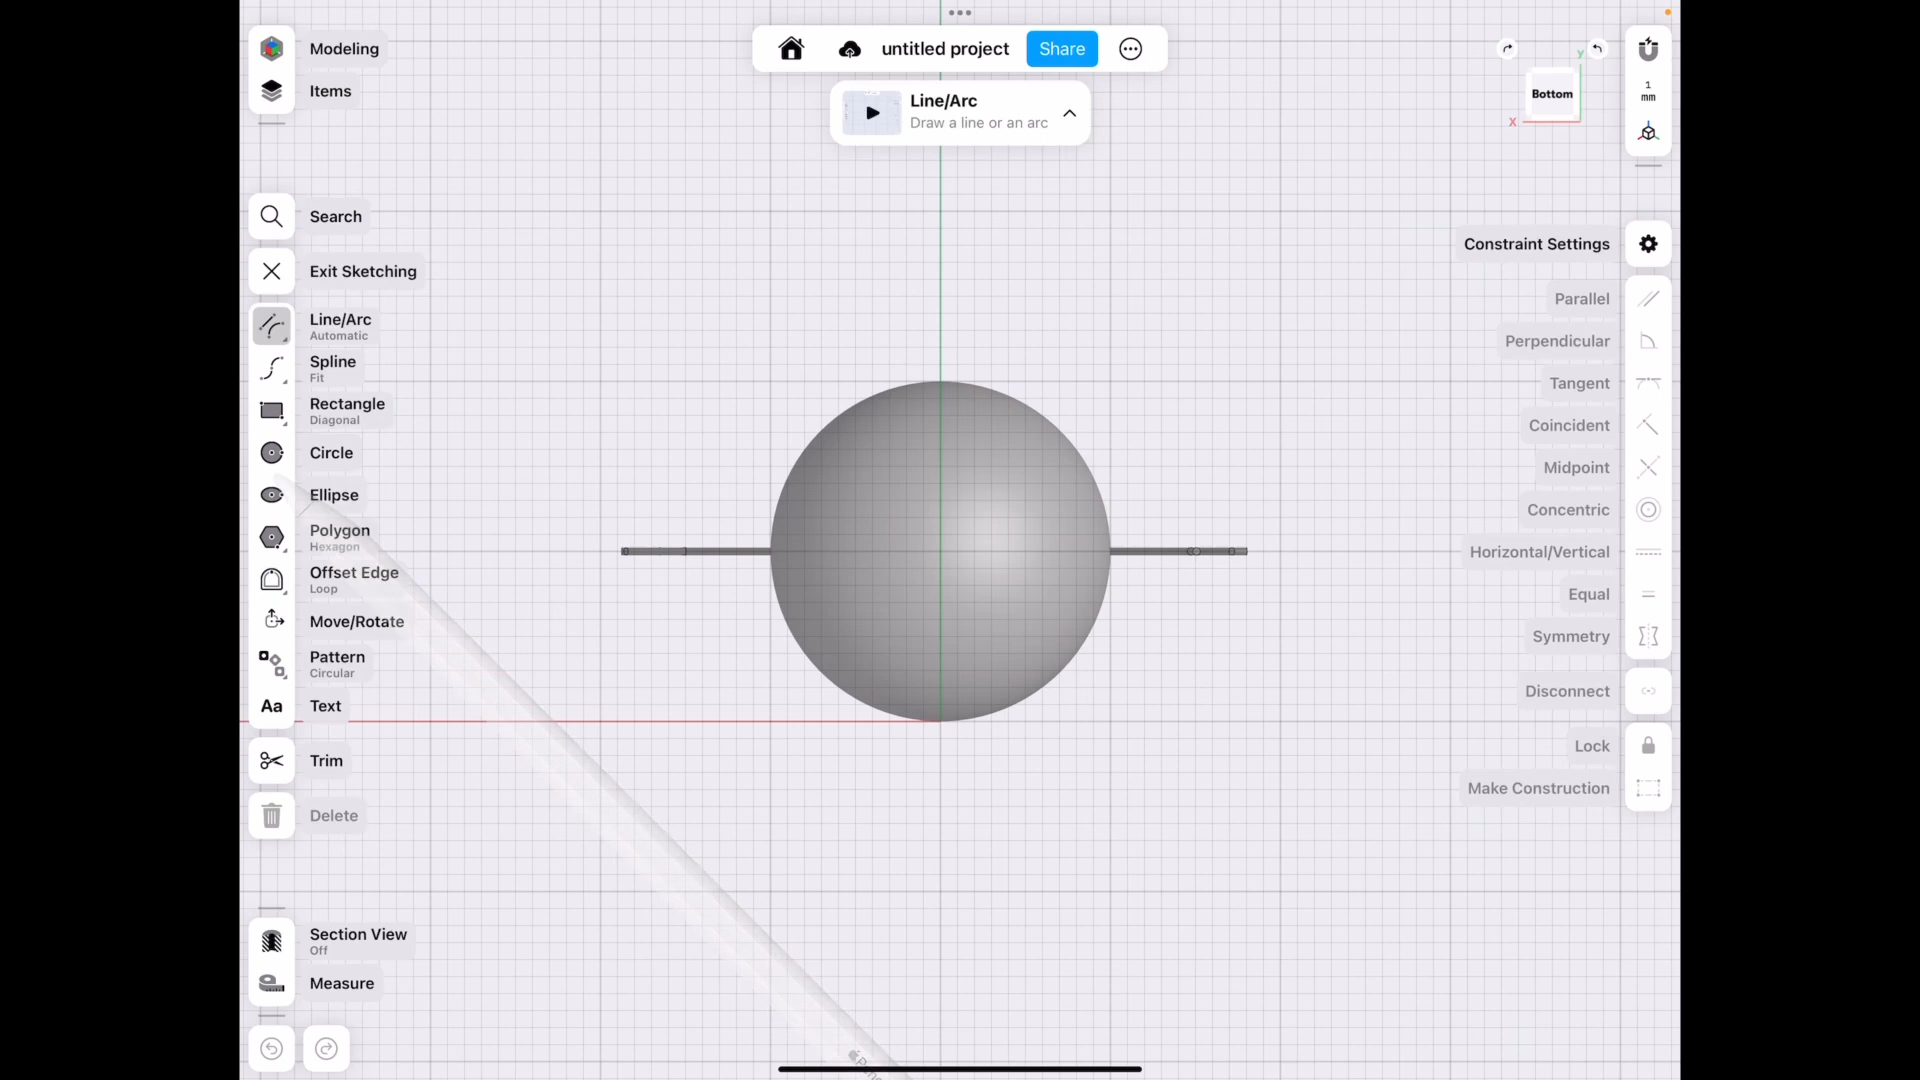 Modeling
Items
untitled project
Share
Line/Arc
Draw a line or an arc
y
Bottom
X
1
mm
Search
Exit Sketching
Line/Arc
Automatic
Spline
Fit
Rectangle
Diagonal
Circle
Ellipse
Polygon
Hexagon
Offset Edge
Loop
Move/Rotate
Pattern
Circular
Aa
Text
Trim
Delete
Section View
Off
Measure
Constraint Settings
Parallel
Perpendicular
Tangent
Coincident
Midpoint
Concentric
Horizontal/Vertical
Equal
Symmetry
Disconnect
Lock
Make Construction